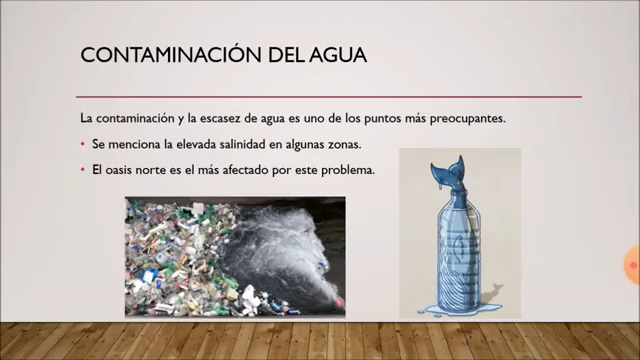 CONTAMINACIÓN DEL AGUA
La contaminación y la escasez de agua es uno de los puntos más preocupantes.
• Se menciona la elevada salinidad en algunas zonas.
• El oasis norte es el más afectado por este problema.